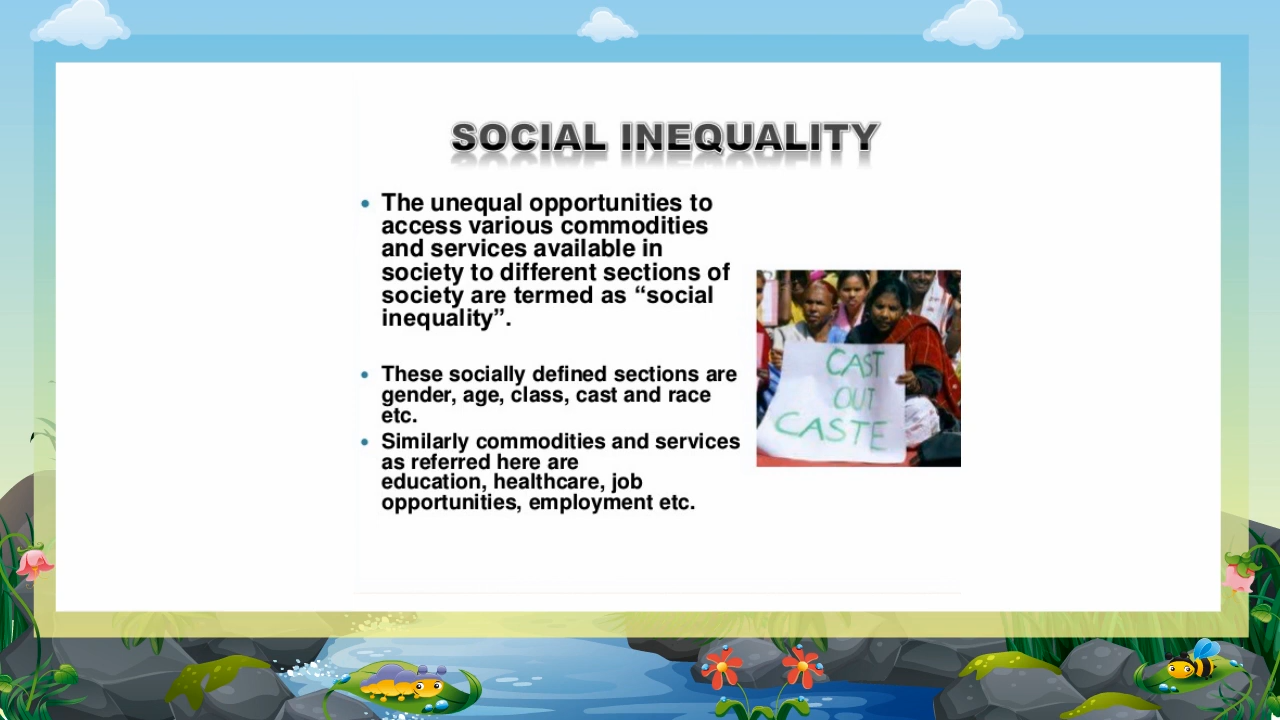 SOCIAL INEQUALITY
• The unequal opportunities to
access various commodities
and services available in
society to different sections of
society are termed as “social
inequality”.
• These socially defined sections are
gender, age, class, cast and race
etc.
• Similarly commodities and services
as referred here are
education, healthcare, job
opportunities, employment etc.
CAST
OUT
CASTE